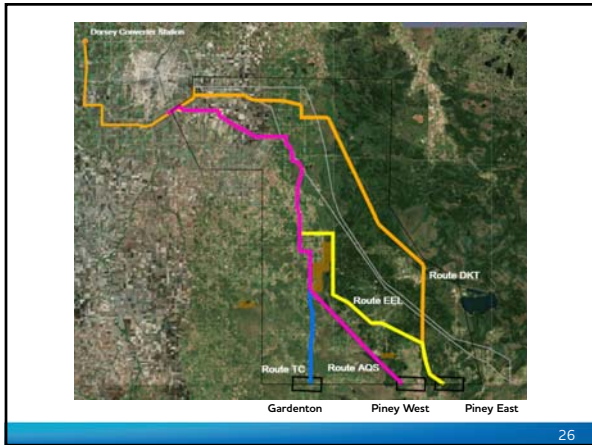 Dorsey Converter Station
Route DKT
Route EEL
Route TC
Route AQS
Gardenton
Piney West
Piney East
26